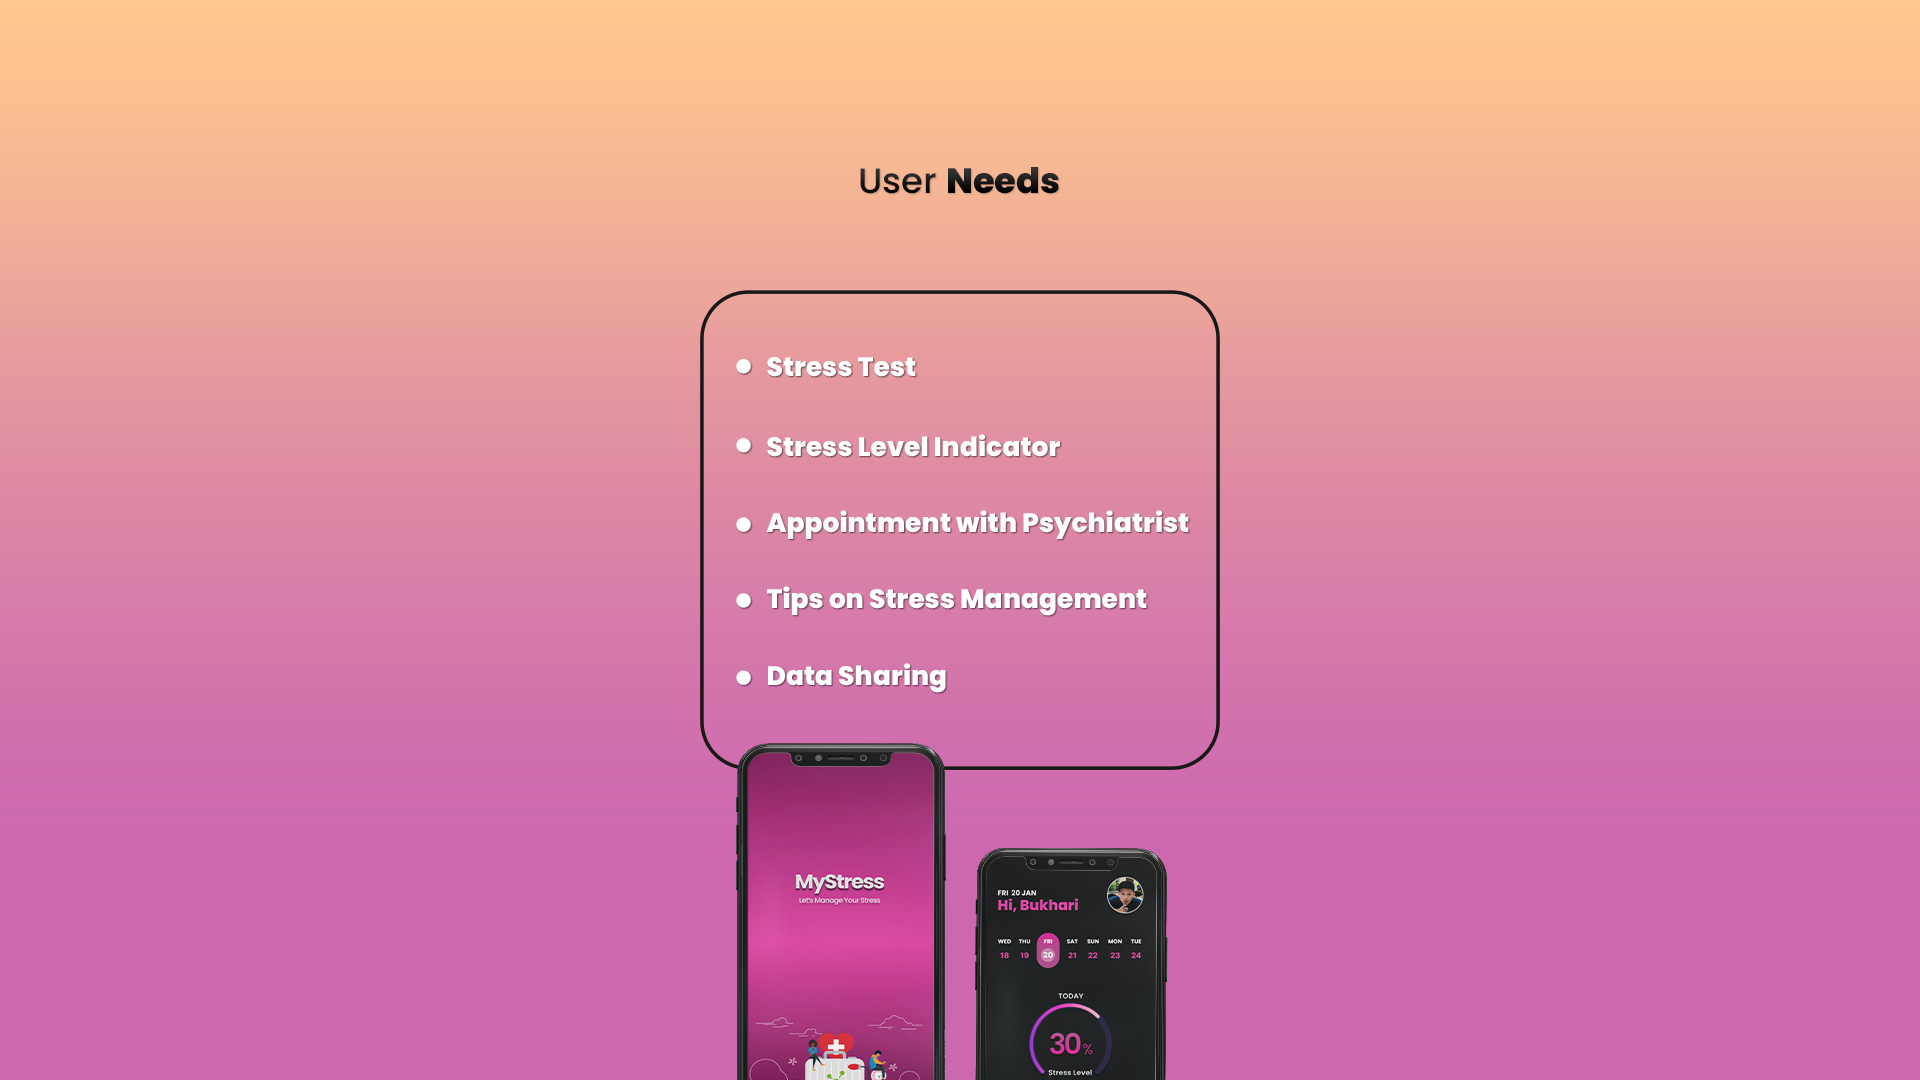 User Needs
Stress Test
Stress Level Indicator
Appointment with Psychiatrist
Tips on Stress Management
Data Sharing
MyStress
Let's Manage Your Stress
FRI 20 JAN
Hi, Bukhari
WED THU FRI SAT SUN MON TUE
18 19 20 21 22 23 24
TODAY
30%
Stress Level